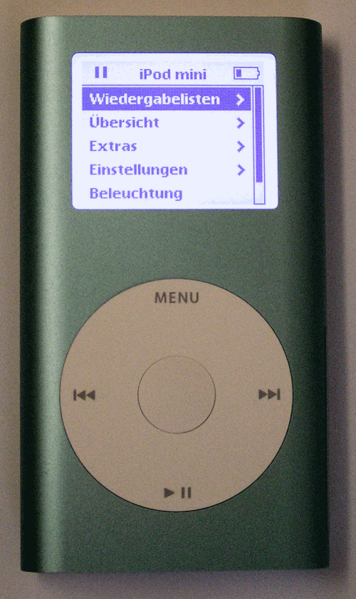 iPod mini
Wiedergabelisten
Übersicht
Extras
Einstellungen
Beleuchtung
MENU